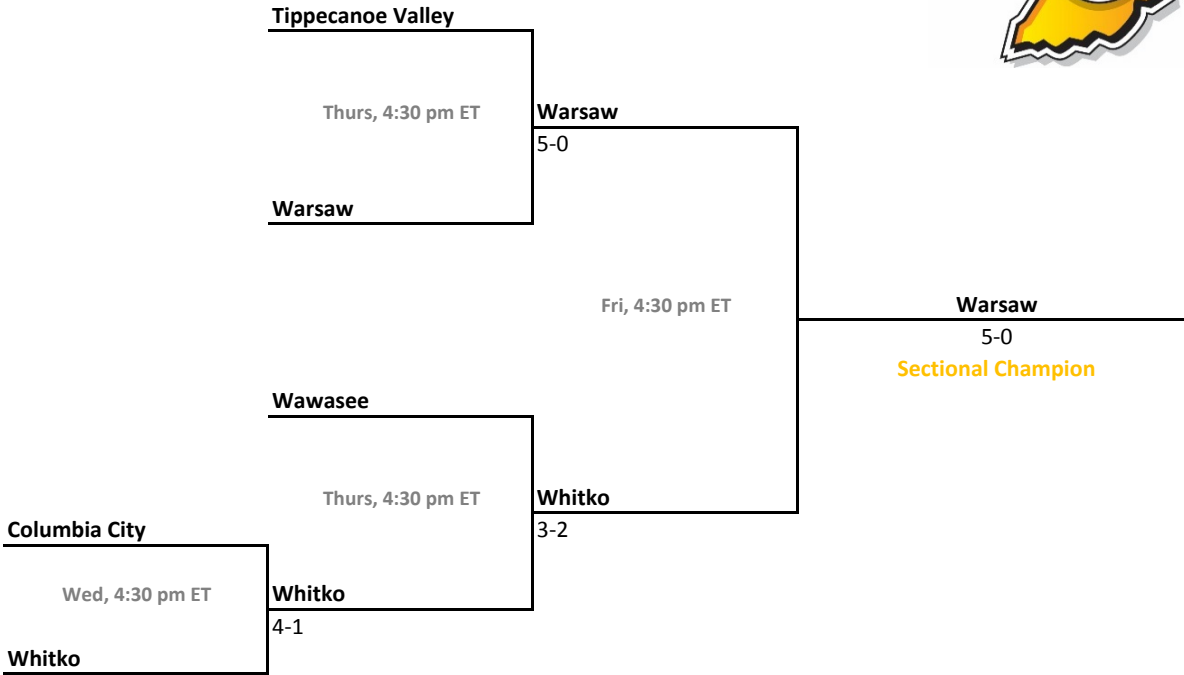 Tippecanoe Valley
Thurs, 4:30 pm ET
Warsaw
5-0
Warsaw
Fri, 4:30 pm ET
Warsaw
5-0
Sectional Champion
Wawasee
Thurs, 4:30 pm ET
Whitko
3-2
Columbia City
Wed, 4:30 pm ET
Whitko
4-1
Whitko